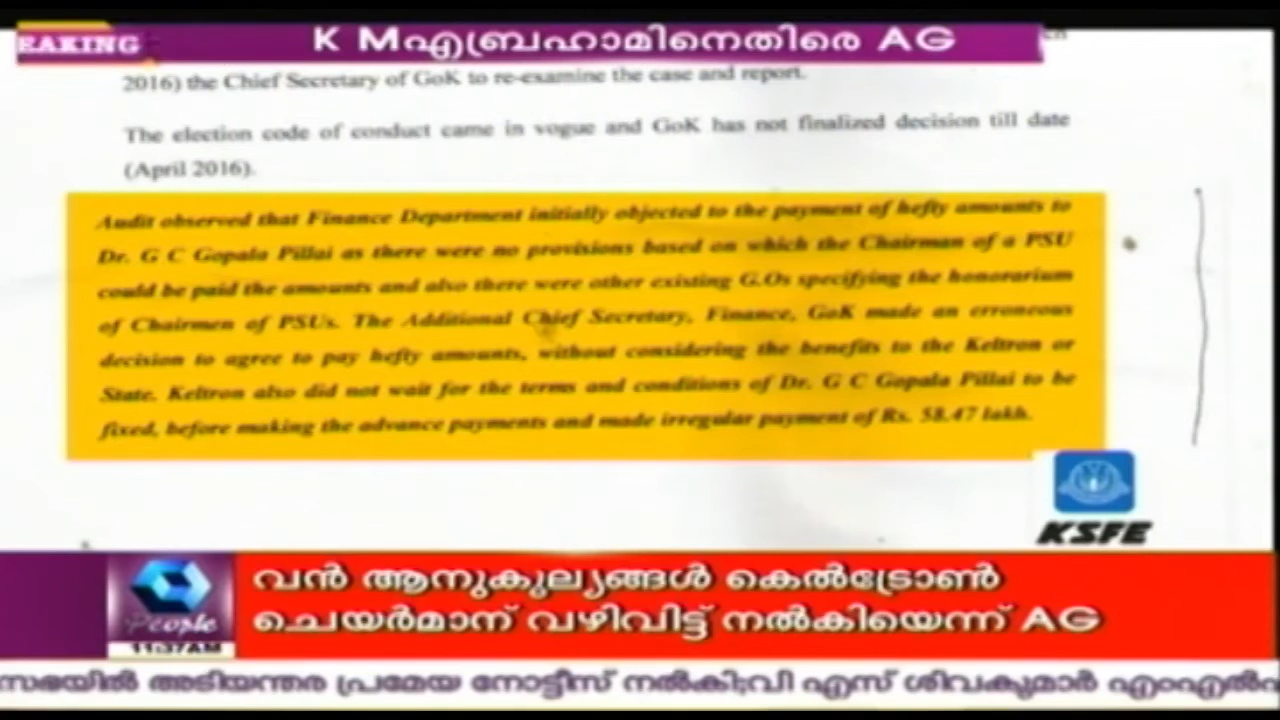 EAKING
K Mഎബ്രഹാമിനെതിരെ AG
2016) the Chief Secretary of GoK to re-examine the case and report.
The election code of conduct came in vogue and GoK has not finalized decision till date
(April 2016).
Audit observed that Finance Department initially objected to the payment of hefty amounts to
Dr. G C Gopala Pillai as there were no provisions based on which the Chairman of a PSU
could be paid the amounts and also there were other existing G.Os specifying the honorarium
of Chairmen of PSUs. The Additional Chief Secretary, Finance, GoK made an erroneous
decision to agree to pay hefty amounts, without considering the benefits to the Keltron or
State. Keltron also did not wait for the terms and conditions of Dr. G C Gopala Pillai to be
fixed, before making the advance payments and made irregular payment of Rs. 58.47 lakh.
KSFE
വൻ ആനുകൂല്യങ്ങൾ കെൽട്രോൺ
ചെയർമാന് വഴിവിട്ട് നൽകിയെന്ന് AG
People
11:37AM
സഭയിൽ അടിയന്തര പ്രമേയ നോട്ടീസ് നൽകി;വി എസ് ശിവകുമാർ എംഎൽ